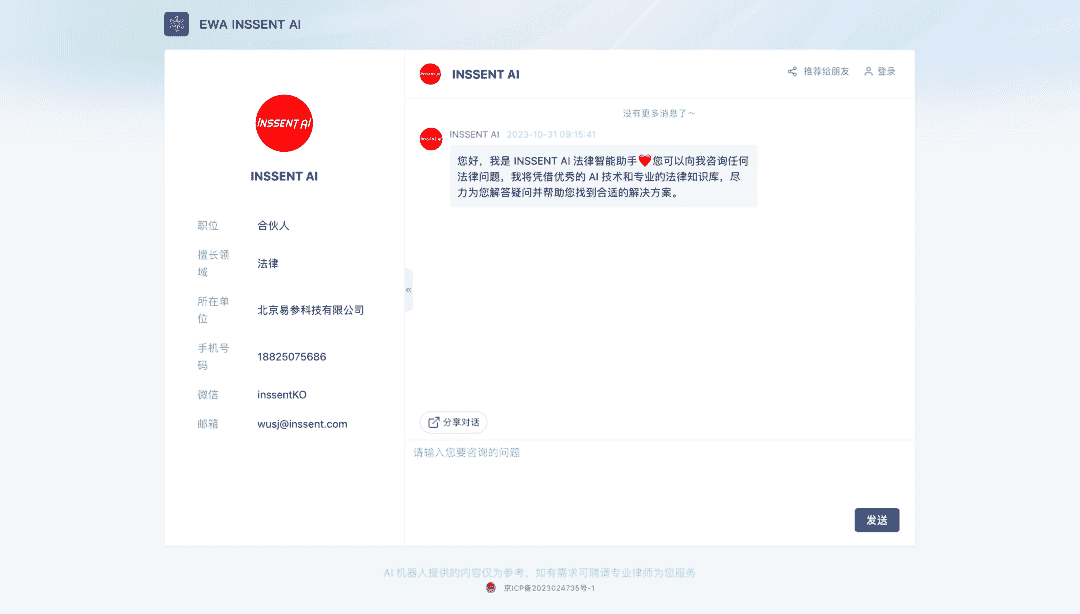 EWA INSSENT AI
INSSENT AI
INSSENT AI
职位 合伙人
擅长领域 法律
所在单位 北京易参科技有限公司
手机号码 18825075686
微信 inssentKO
邮箱 wusj@inssent.com
INSSENT AI
INSSENT AI
推荐给朋友 登录
没有更多消息了~
INSSENT AI
INSSENT AI 2023-10-31 09:15:41
您好，我是 INSSENT AI 法律智能助手❤️您可以向我咨询任何
法律问题，我将凭借优秀的 AI 技术和专业的法律知识库，尽
力为您解答疑问并帮助您找到合适的解决方案。
«
分享对话
请输入您要咨询的问题
发送
AI 机器人提供的内容仅为参考，如有需求可聘请专业律师为您服务
京ICP备2023024735号-1